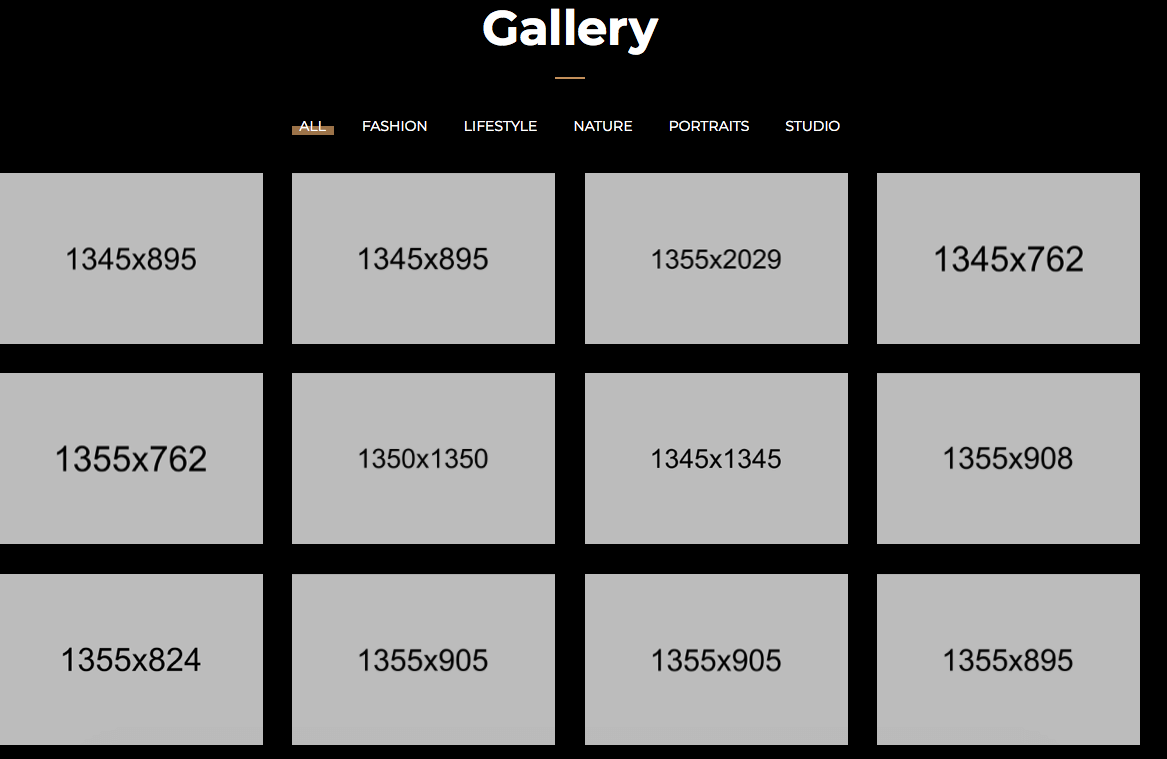 Gallery
ALL FASHION LIFESTYLE NATURE PORTRAITS STUDIO
1345x895 1345x895 1355x2029 1345x762
1355x762 1350x1350 1345x1345 1355x908
1355x824 1355x905 1355x905 1355x895